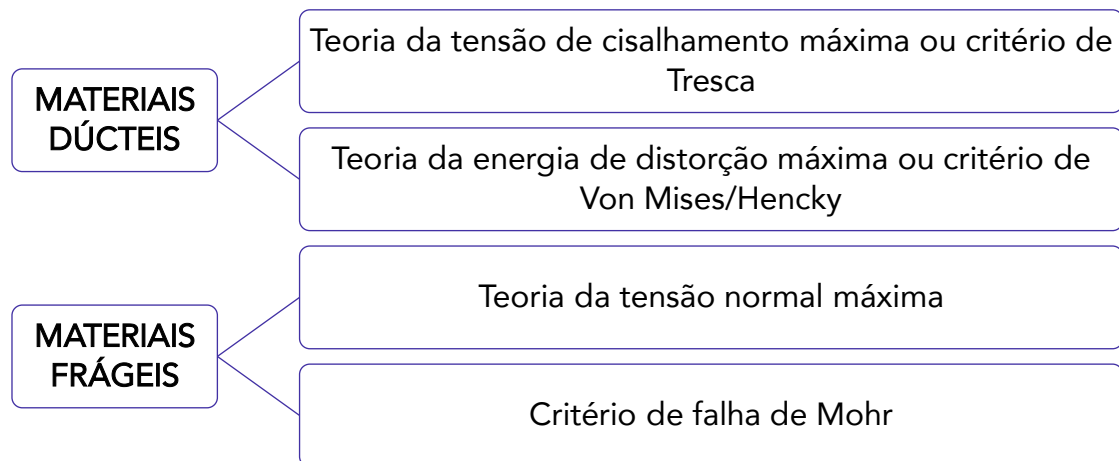 MATERIAIS
DÚCTEIS
Teoria da tensão de cisalhamento máxima ou critério de
Tresca
Teoria da energia de distorção máxima ou critério de
Von Mises/Hencky
MATERIAIS
FRÁGEIS
Teoria da tensão normal máxima
Critério de falha de Mohr